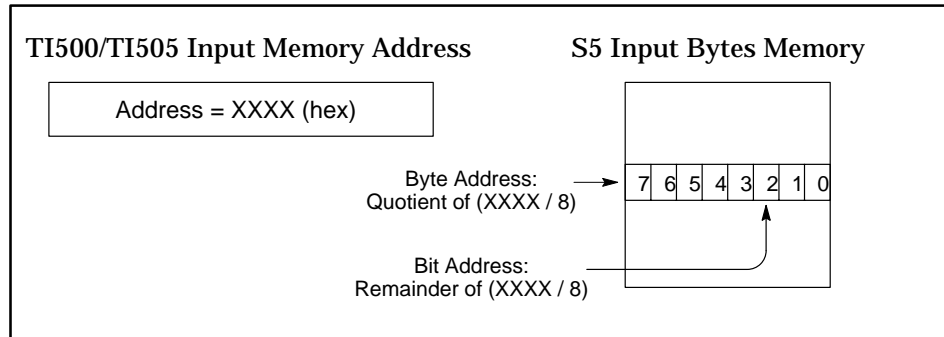 TI500/TI505 Input Memory Address
S5 Input Bytes Memory
Address = XXXX (hex)
Byte Address:
Quotient of (XXXX / 8)
7 6 5 4 3 2 1 0
Bit Address:
Remainder of (XXXX / 8)